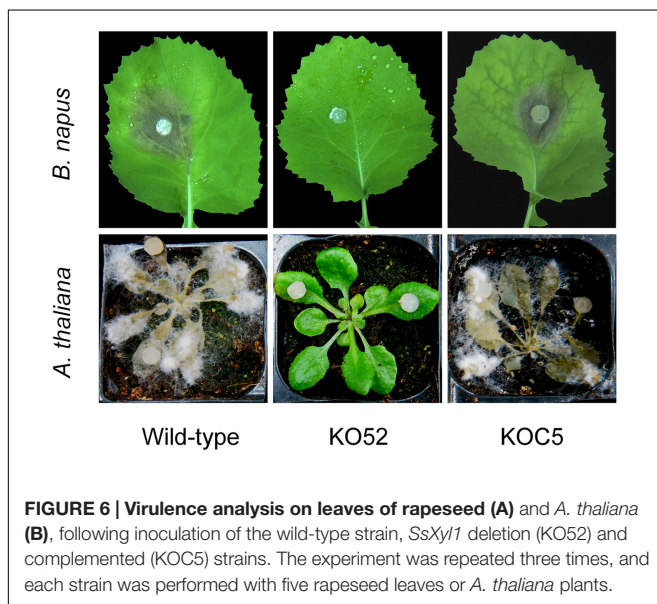 B. napus
A. thaliana
Wild-type KO52 KOC5
FIGURE 6 | Virulence analysis on leaves of rapeseed (A) and A. thaliana
(B), following inoculation of the wild-type strain, SsXyl1 deletion (KO52) and
complemented (KOC5) strains. The experiment was repeated three times, and
each strain was performed with five rapeseed leaves or A. thaliana plants.